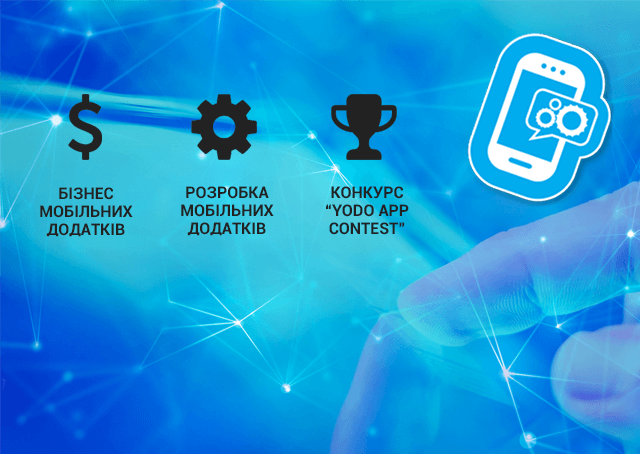 БІЗНЕС
МОБІЛЬНИХ
ДОДАТКІВ
РОЗРОБКА
МОБІЛЬНИХ
ДОДАТКІВ
КОНКУРС
“YODO APP
CONTEST”